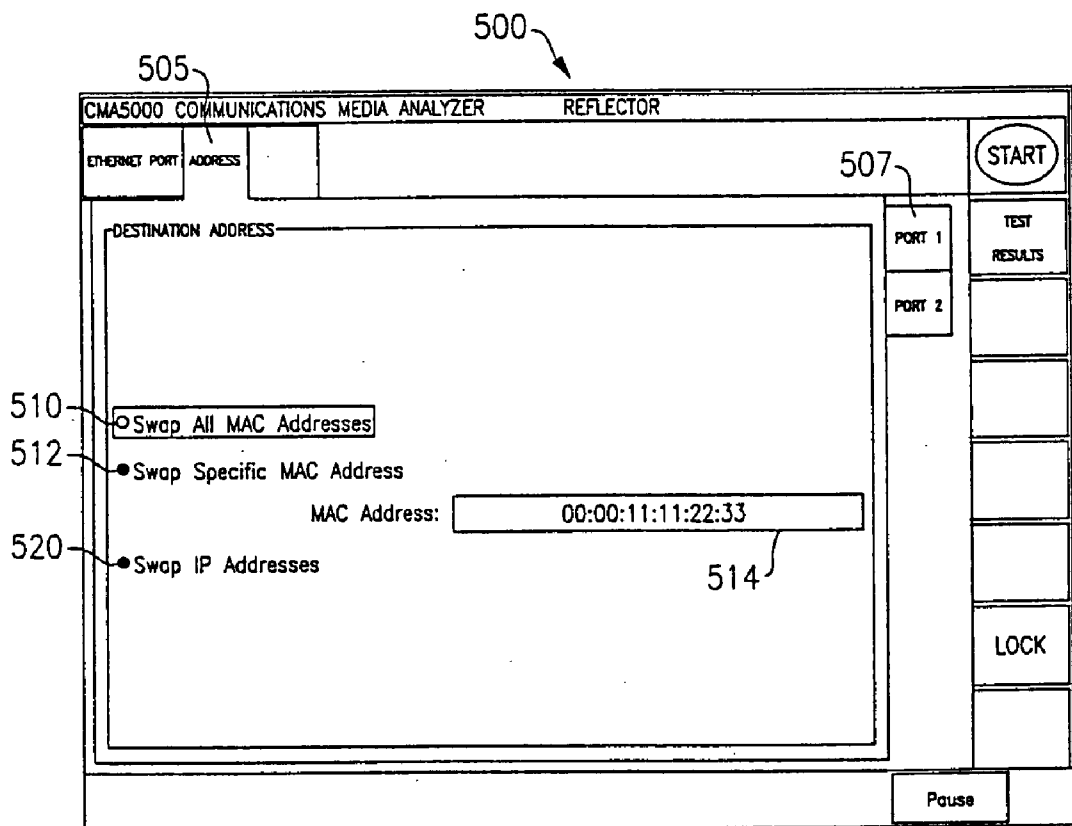 500
505
CMA5000 COMMUNICATIONS MEDIA ANALYZER REFLECTOR
ETHERNET PORT ADDRESS
START
507
DESTINATION ADDRESS
PORT 1
TEST
RESULTS
PORT 2
510 Swap All MAC Addresses
512 Swap Specific MAC Address
MAC Address: 00:00:11:11:22:33
520 Swap IP Addresses
514
LOCK
Pause